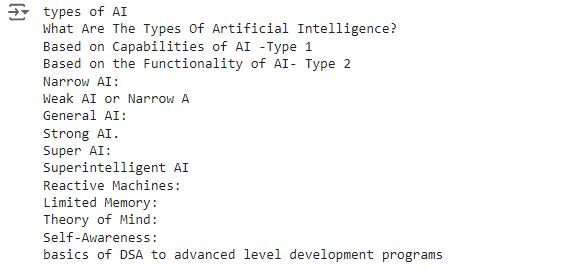 types of AI
What Are The Types Of Artificial Intelligence?
Based on Capabilities of AI -Type 1
Based on the Functionality of AI- Type 2
Narrow AI:
Weak AI or Narrow A
General AI:
Strong AI.
Super AI:
Superintelligent AI
Reactive Machines:
Limited Memory:
Theory of Mind:
Self-Awareness:
basics of DSA to advanced level development programs